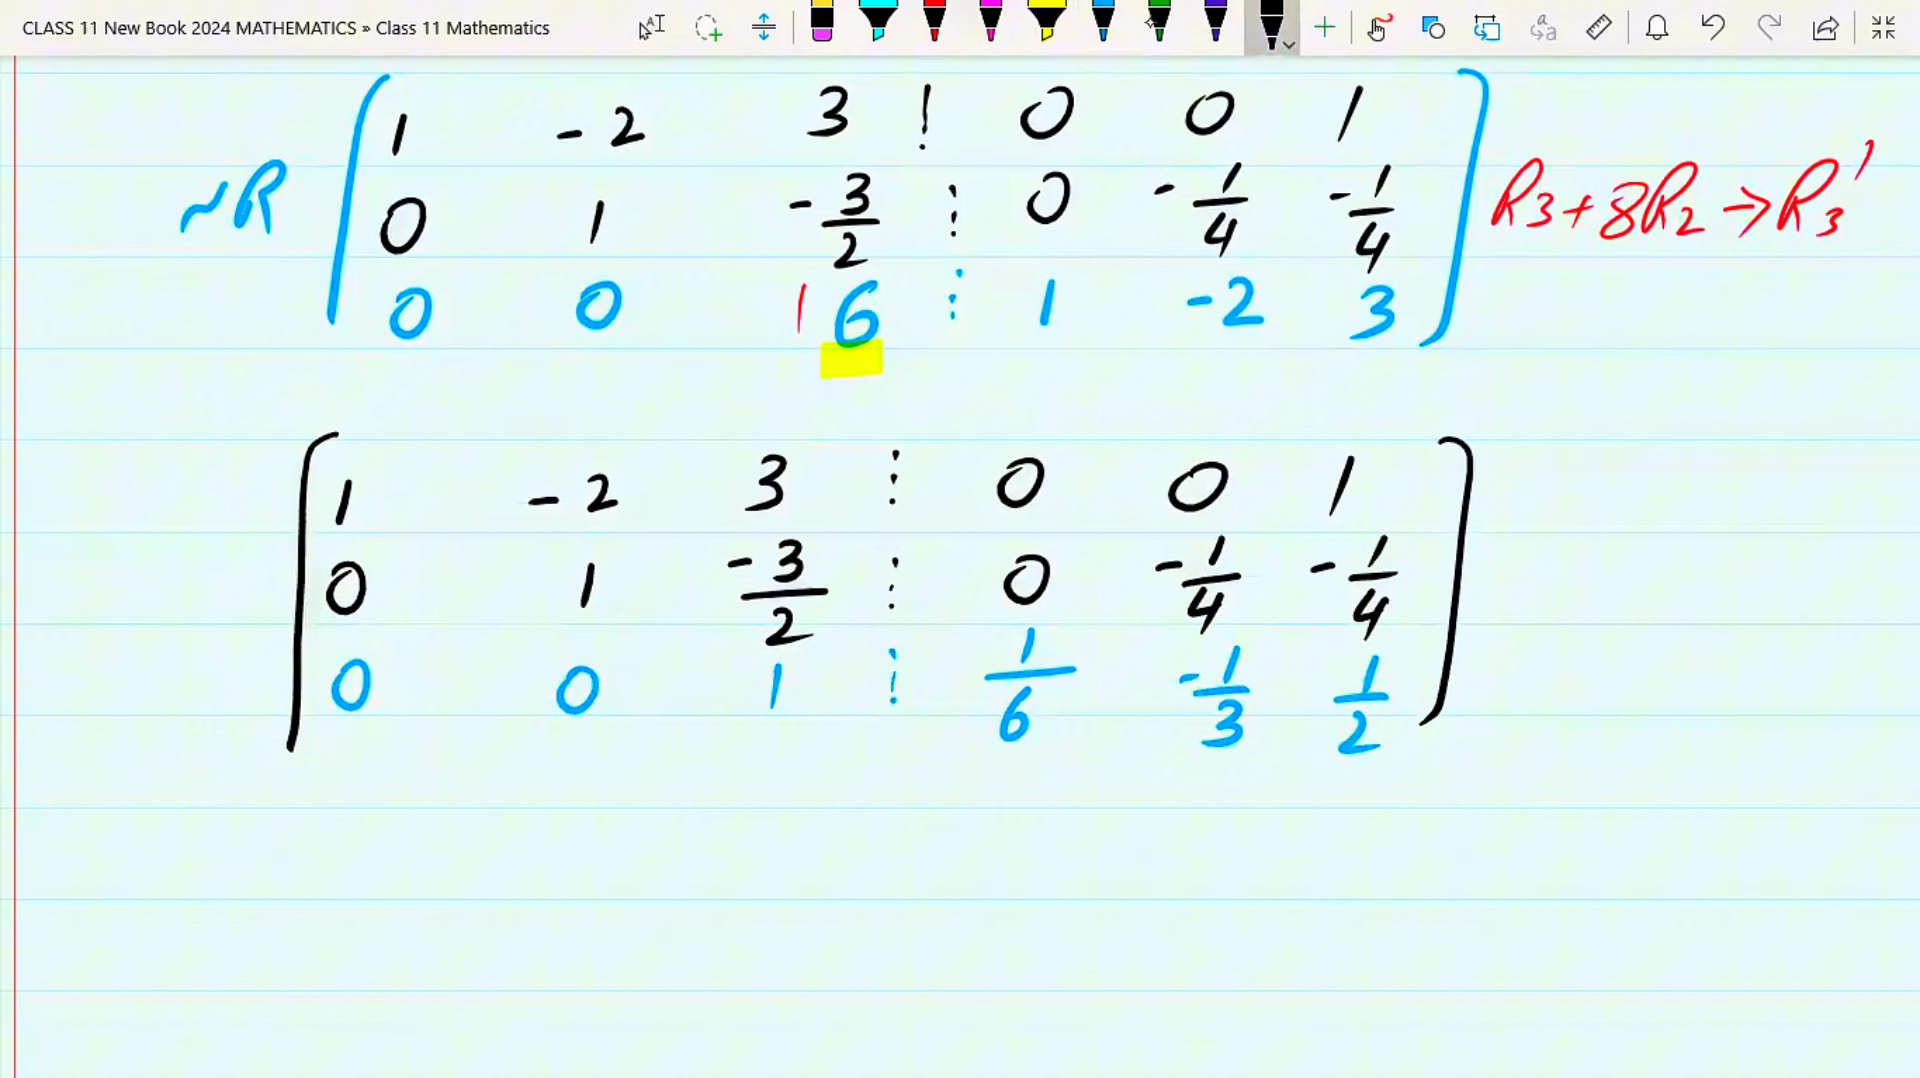 CLASS 11 New Book 2024 MATHEMATICS » Class 11 Mathematics
1 -2 3 ⋮ 0 0 1
~R 0 1 -3/2 ⋮ 0 -1/4 -1/4 R3+8R2→R3'
0 0 1 6 ⋮ 1 -2 3
1 -2 3 ⋮ 0 0 1
0 1 -3/2 ⋮ 0 -1/4 -1/4
0 0 1 ⋮ 1/6 -1/3 1/2